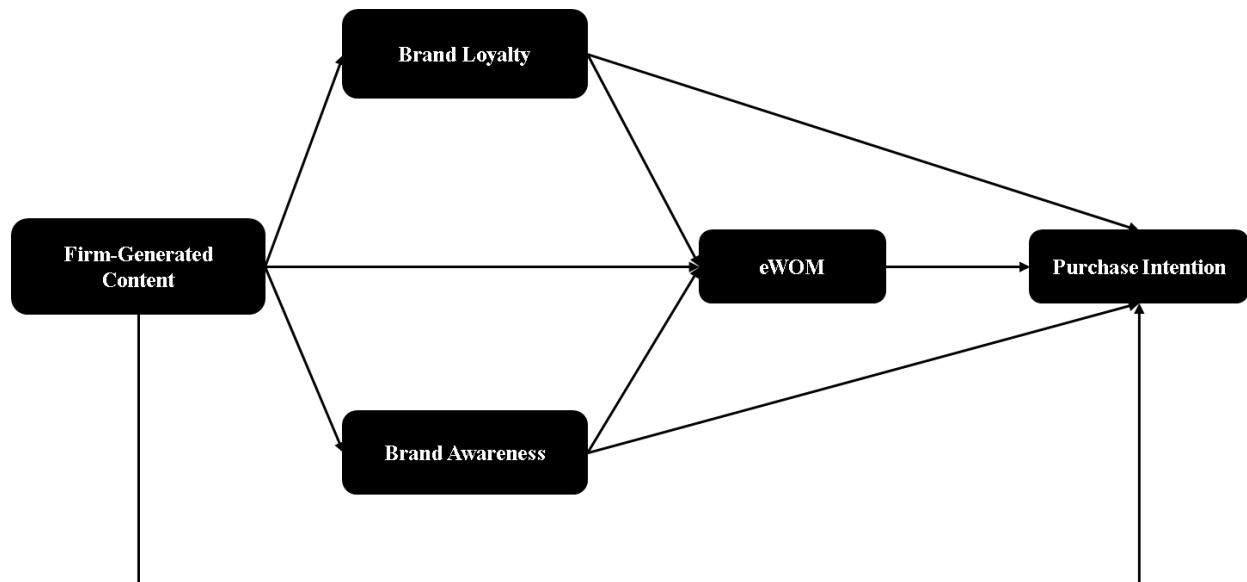 Brand Loyalty
Firm-Generated
Content
eWOM
Purchase Intention
Brand Awareness